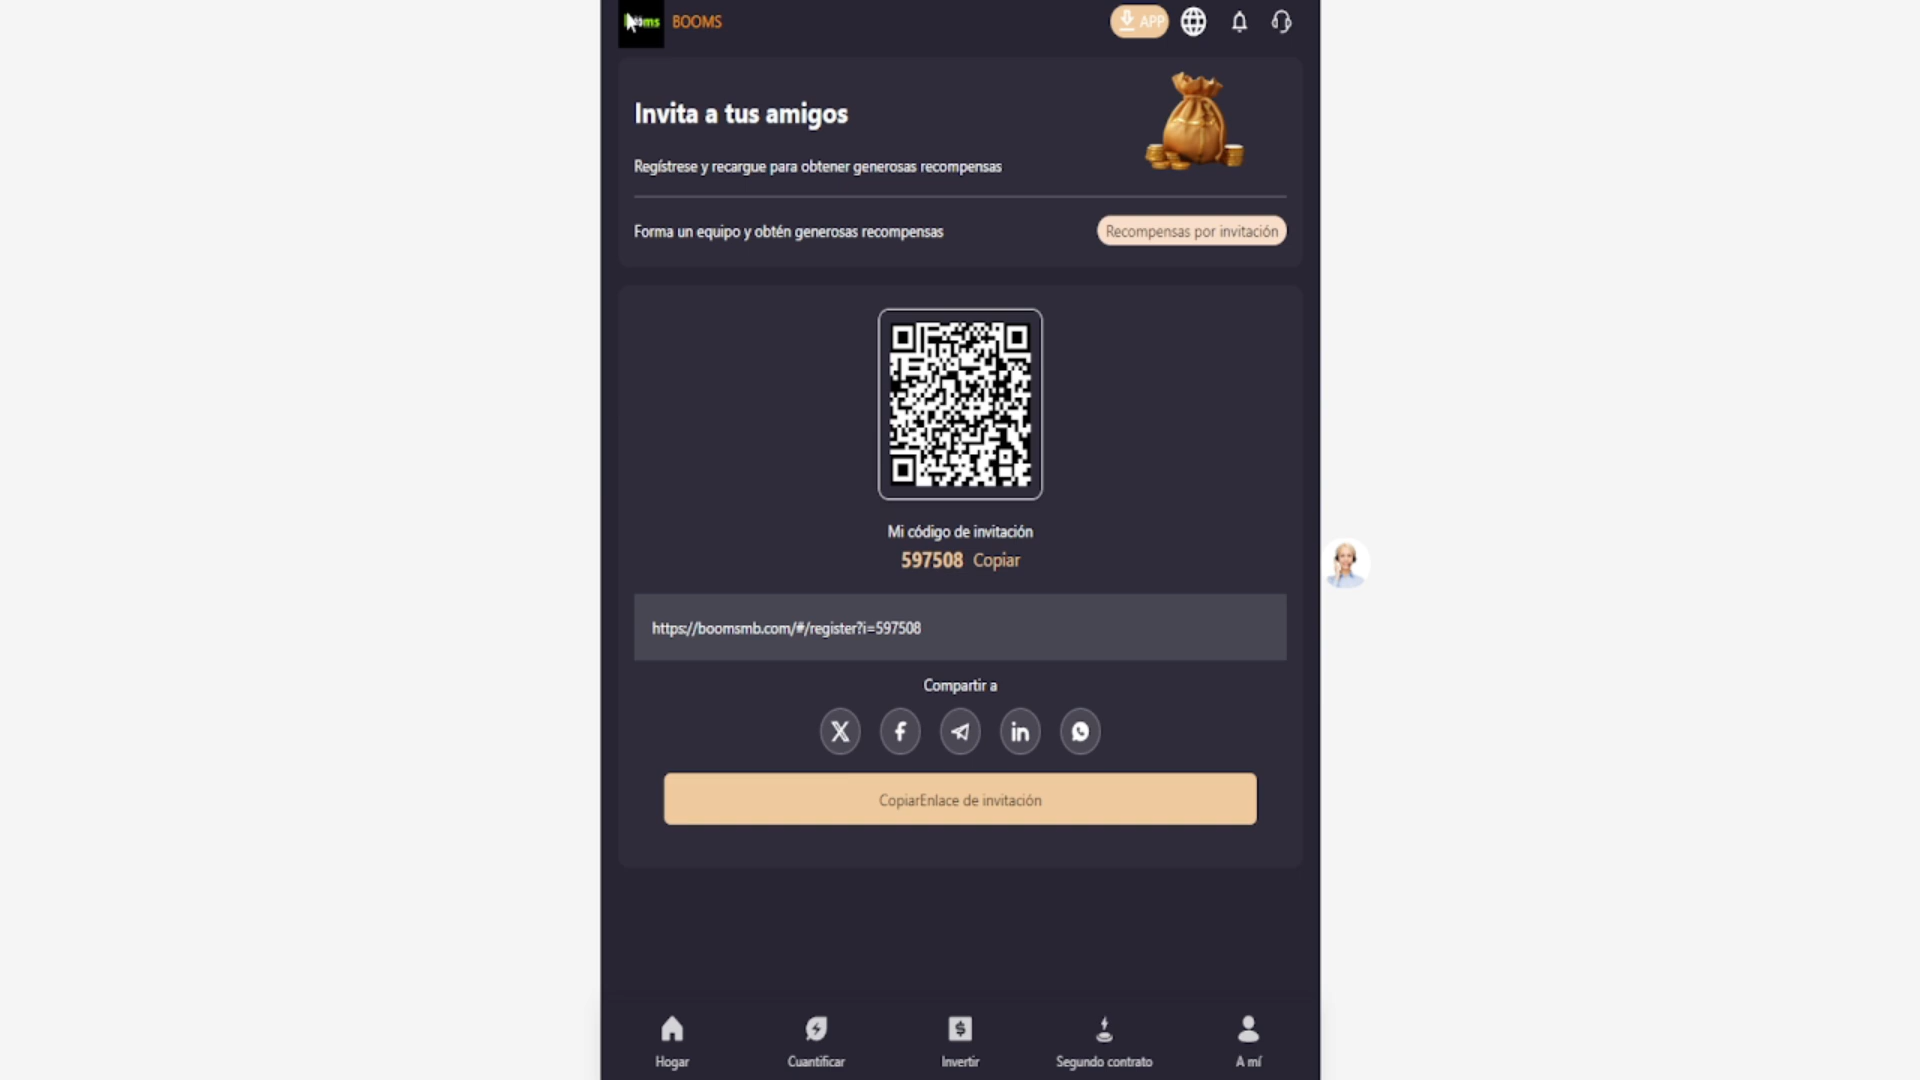 BOOMS
APP
Invita a tus amigos
Regístrese y recargue para obtener generosas recompensas
Forma un equipo y obtén generosas recompensas
Recompensas por invitación
Mi código de invitación
597508 Copiar
https://boomsmb.com/#/register?i=597508
Compartir a
CopiarEnlace de invitación
Hogar
Cuantificar
Invertir
Segundo contrato
A mí